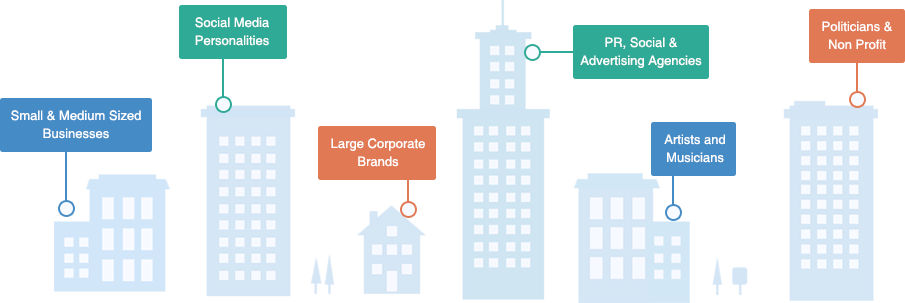 Social Media
Personalities
Politicians &
Non Profit
PR, Social &
Advertising Agencies
Small & Medium Sized
Businesses
Large Corporate
Brands
Artists and
Musicians